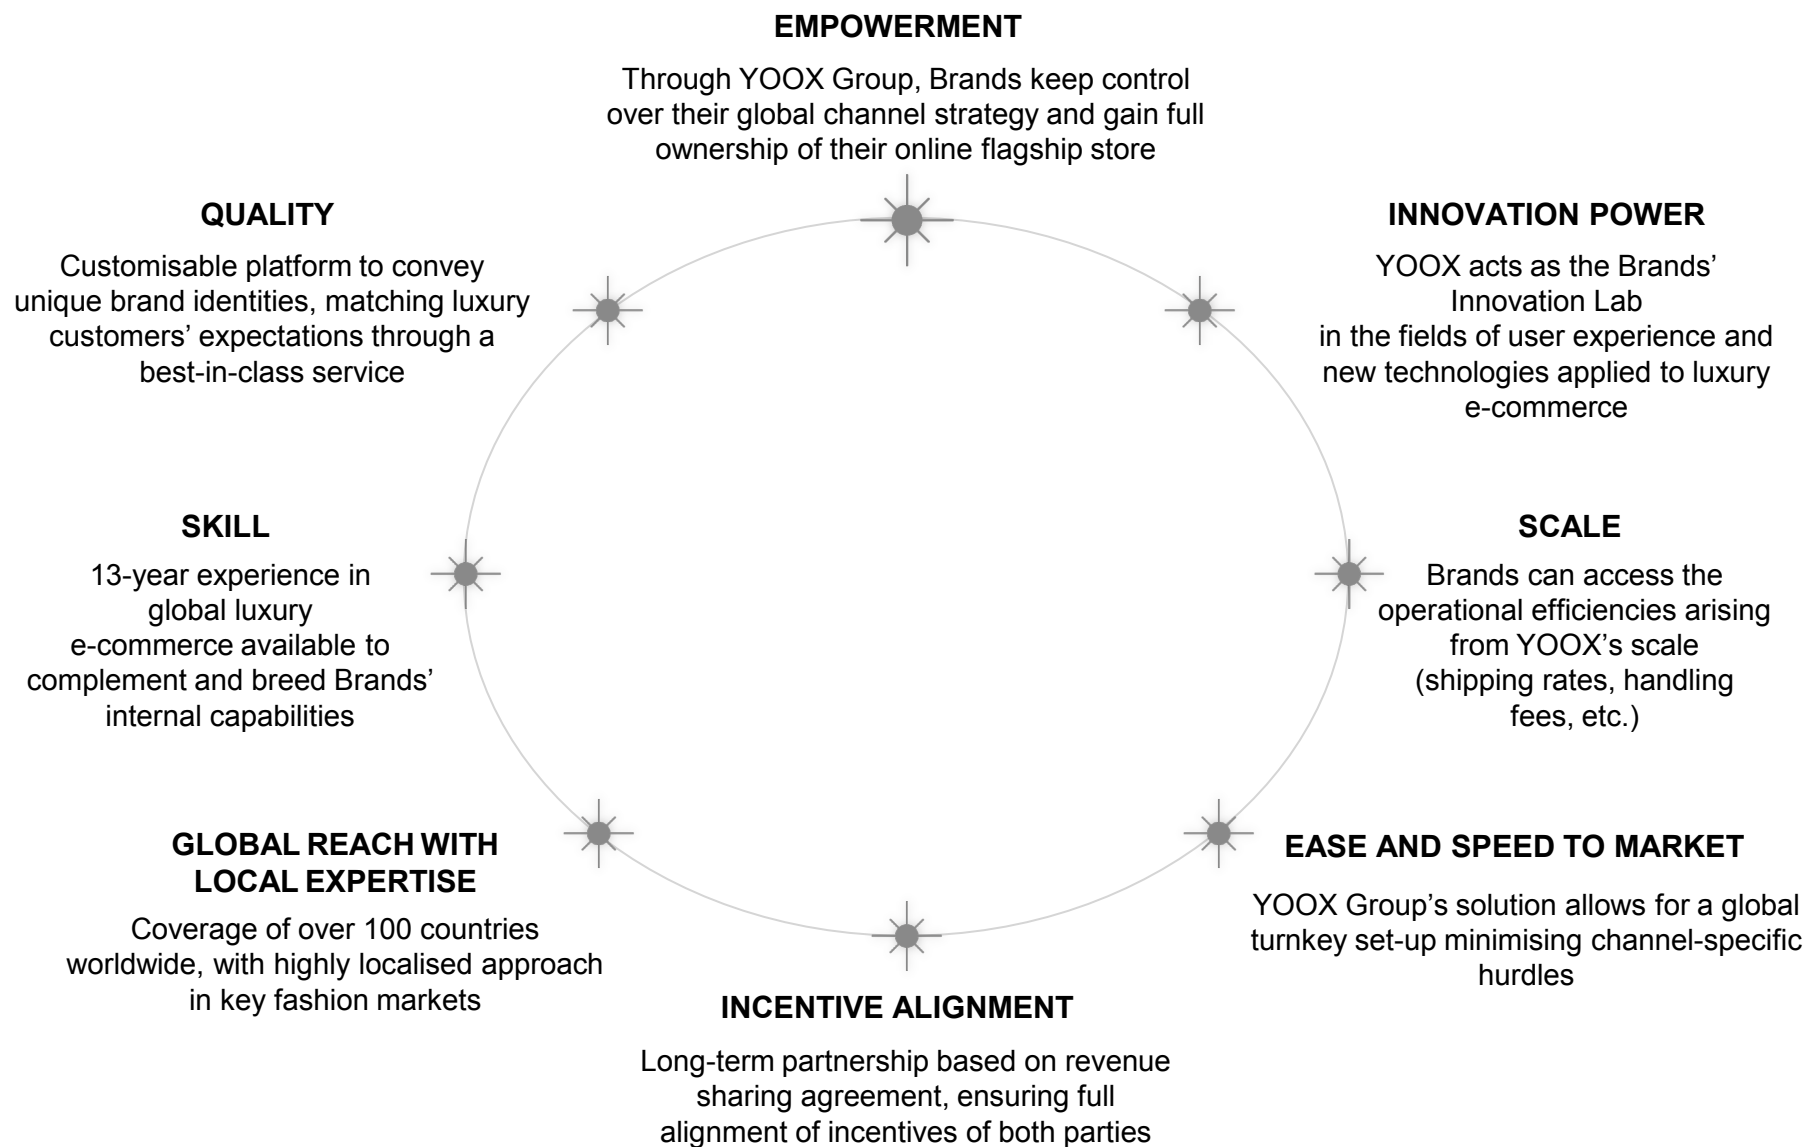 EMPOWERMENT
Through YOOX Group, Brands keep control
over their global channel strategy and gain full
ownership of their online flagship store
QUALITY
Customisable platform to convey
unique brand identities, matching luxury
customers’ expectations through a
best-in-class service
INNOVATION POWER
YOOX acts as the Brands’
Innovation Lab
in the fields of user experience and
new technologies applied to luxury
e-commerce
SKILL
13-year experience in
global luxury
e-commerce available to
complement and breed Brands’
internal capabilities
SCALE
Brands can access the
operational efficiencies arising
from YOOX’s scale
(shipping rates, handling
fees, etc.)
GLOBAL REACH WITH
LOCAL EXPERTISE
Coverage of over 100 countries
worldwide, with highly localised approach
in key fashion markets
EASE AND SPEED TO MARKET
YOOX Group’s solution allows for a global
turnkey set-up minimising channel-specific
hurdles
INCENTIVE ALIGNMENT
Long-term partnership based on revenue
sharing agreement, ensuring full
alignment of incentives of both parties